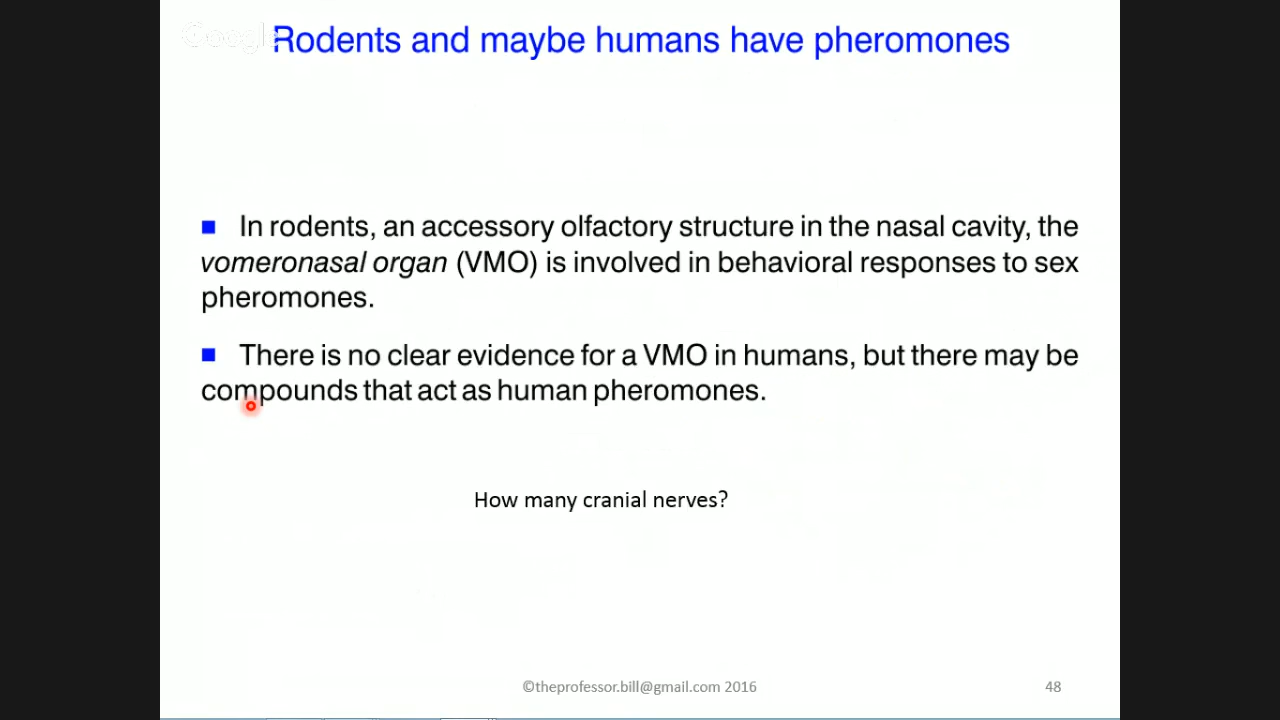 Google
Rodents and maybe humans have pheromones
■ In rodents, an accessory olfactory structure in the nasal cavity, the
vomeronasal organ (VMO) is involved in behavioral responses to sex
pheromones.
■ There is no clear evidence for a VMO in humans, but there may be
compounds that act as human pheromones.
How many cranial nerves?
©theprofessor.bill@gmail.com 2016
48